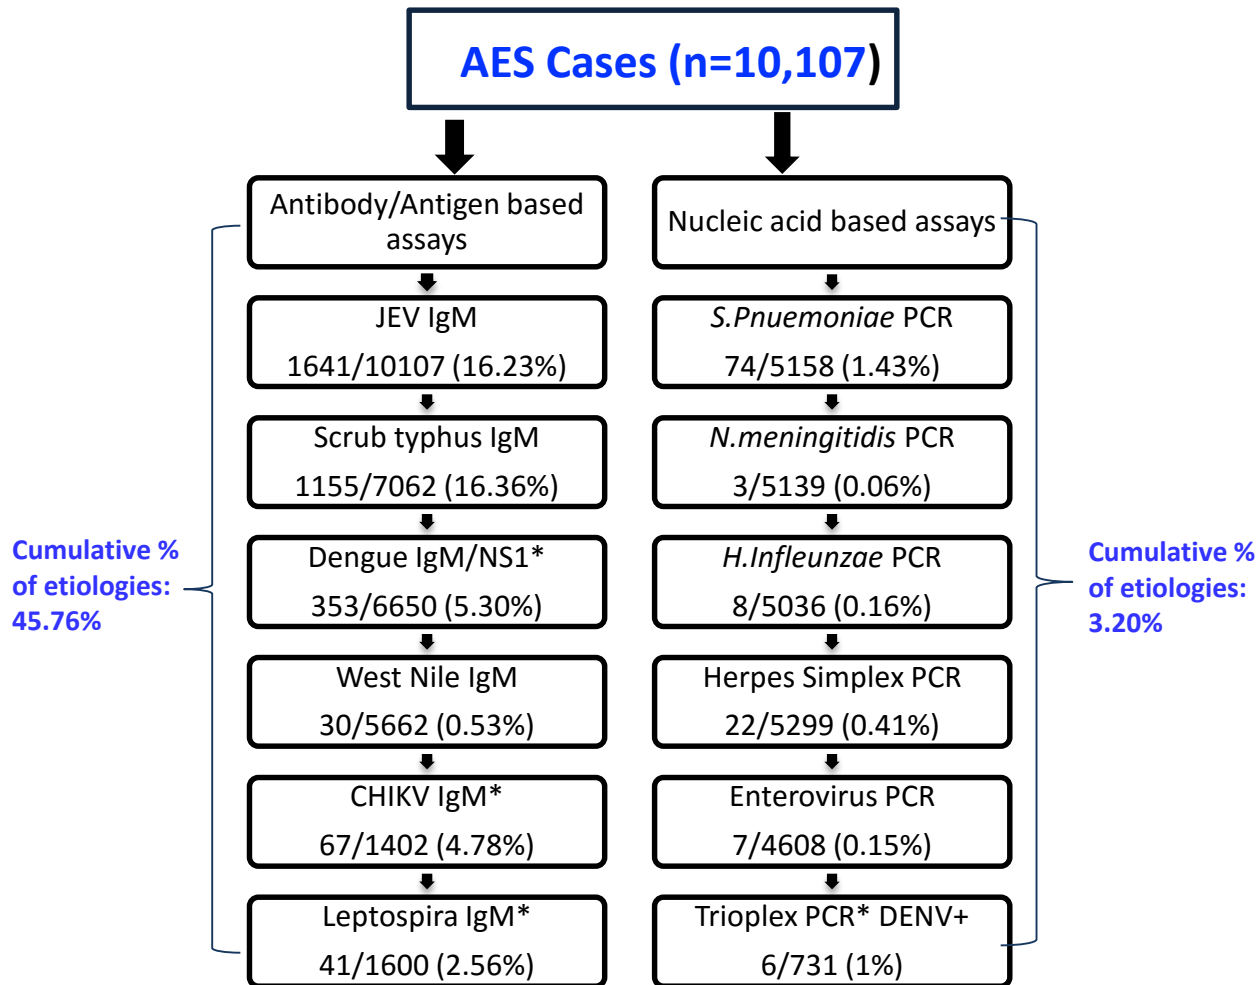 AES Cases (n=10,107)
Antibody/Antigen based
assays
JEV IgM
1641/10107 (16.23%)
Scrub typhus IgM
1155/7062 (16.36%)
Dengue IgM/NS1*
353/6650 (5.30%)
West Nile IgM
30/5662 (0.53%)
CHIKV IgM*
67/1402 (4.78%)
Leptospira IgM*
41/1600 (2.56%)
Cumulative %
of etiologies:
45.76%
Nucleic acid based assays
S.Pnuemoniae PCR
74/5158 (1.43%)
N.meningitidis PCR
3/5139 (0.06%)
H.Infleunzae PCR
8/5036 (0.16%)
Herpes Simplex PCR
22/5299 (0.41%)
Enterovirus PCR
7/4608 (0.15%)
Trioplex PCR* DENV+
6/731 (1%)
Cumulative %
of etiologies:
3.20%